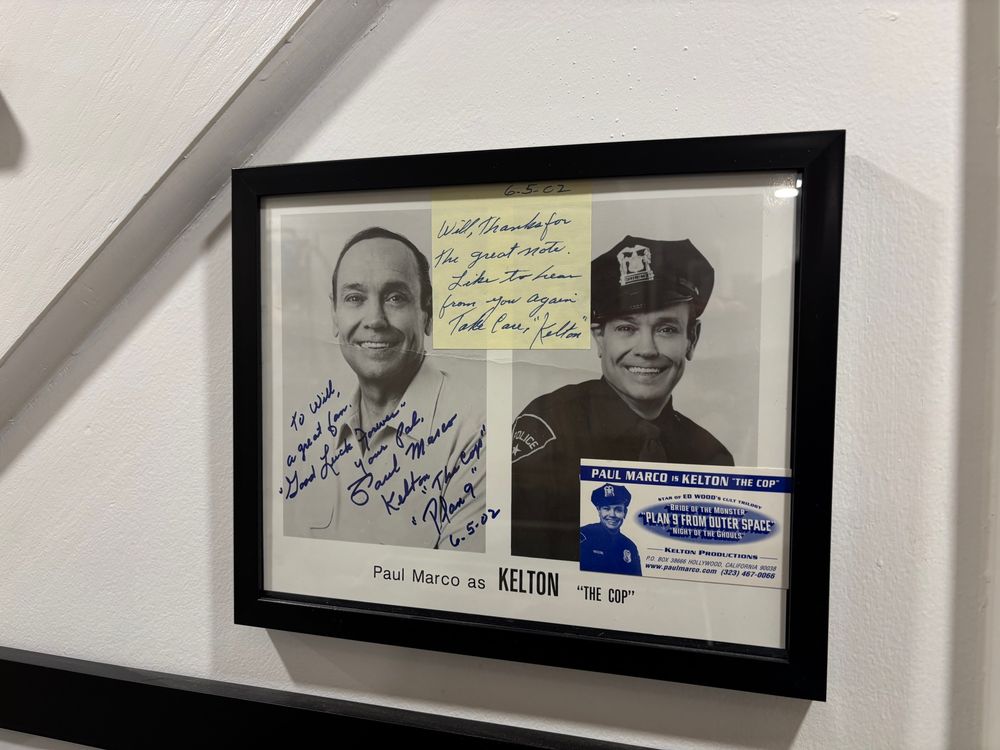 6-5-02
Will, Thanks for
the great note.
Like to hear
from you again
Take Care, "Kelton"
To Will,
a great fan.
"Good Luck Forever"
Your Pal,
Paul Marco
Kelton "The Cop"
"Plan 9"
6-5-02
POLICE
PAUL MARCO IS KELTON "THE COP"
STAR OF ED WOOD'S CULT TRILOGY
"BRIDE OF THE MONSTER"
"PLAN 9 FROM OUTER SPACE"
"NIGHT OF THE GHOULS"
KELTON PRODUCTIONS
P.O. BOX 38666 HOLLYWOOD, CALIFORNIA 90038
www.paulmarco.com (323) 467-0066
Paul Marco as KELTON "THE COP"